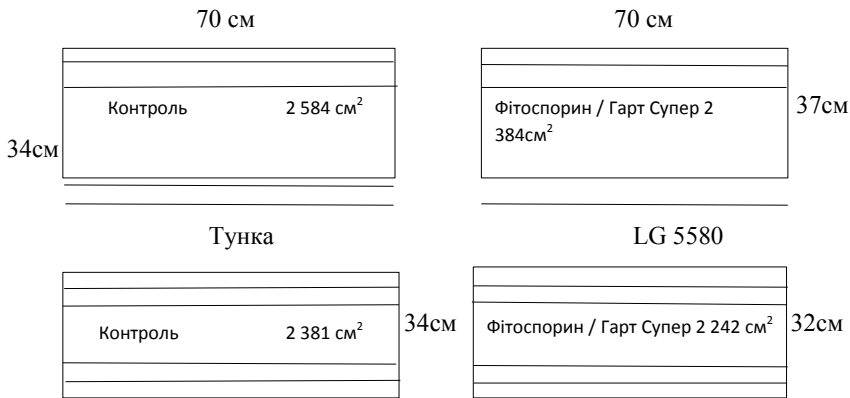 70 см
70 см
Контроль 2 584 см²
34см
Фітоспорин / Гарт Супер 2
384см²
37см
Тунка
LG 5580
Контроль 2 381 см²
34см
Фітоспорин / Гарт Супер 2 242 см²
32см